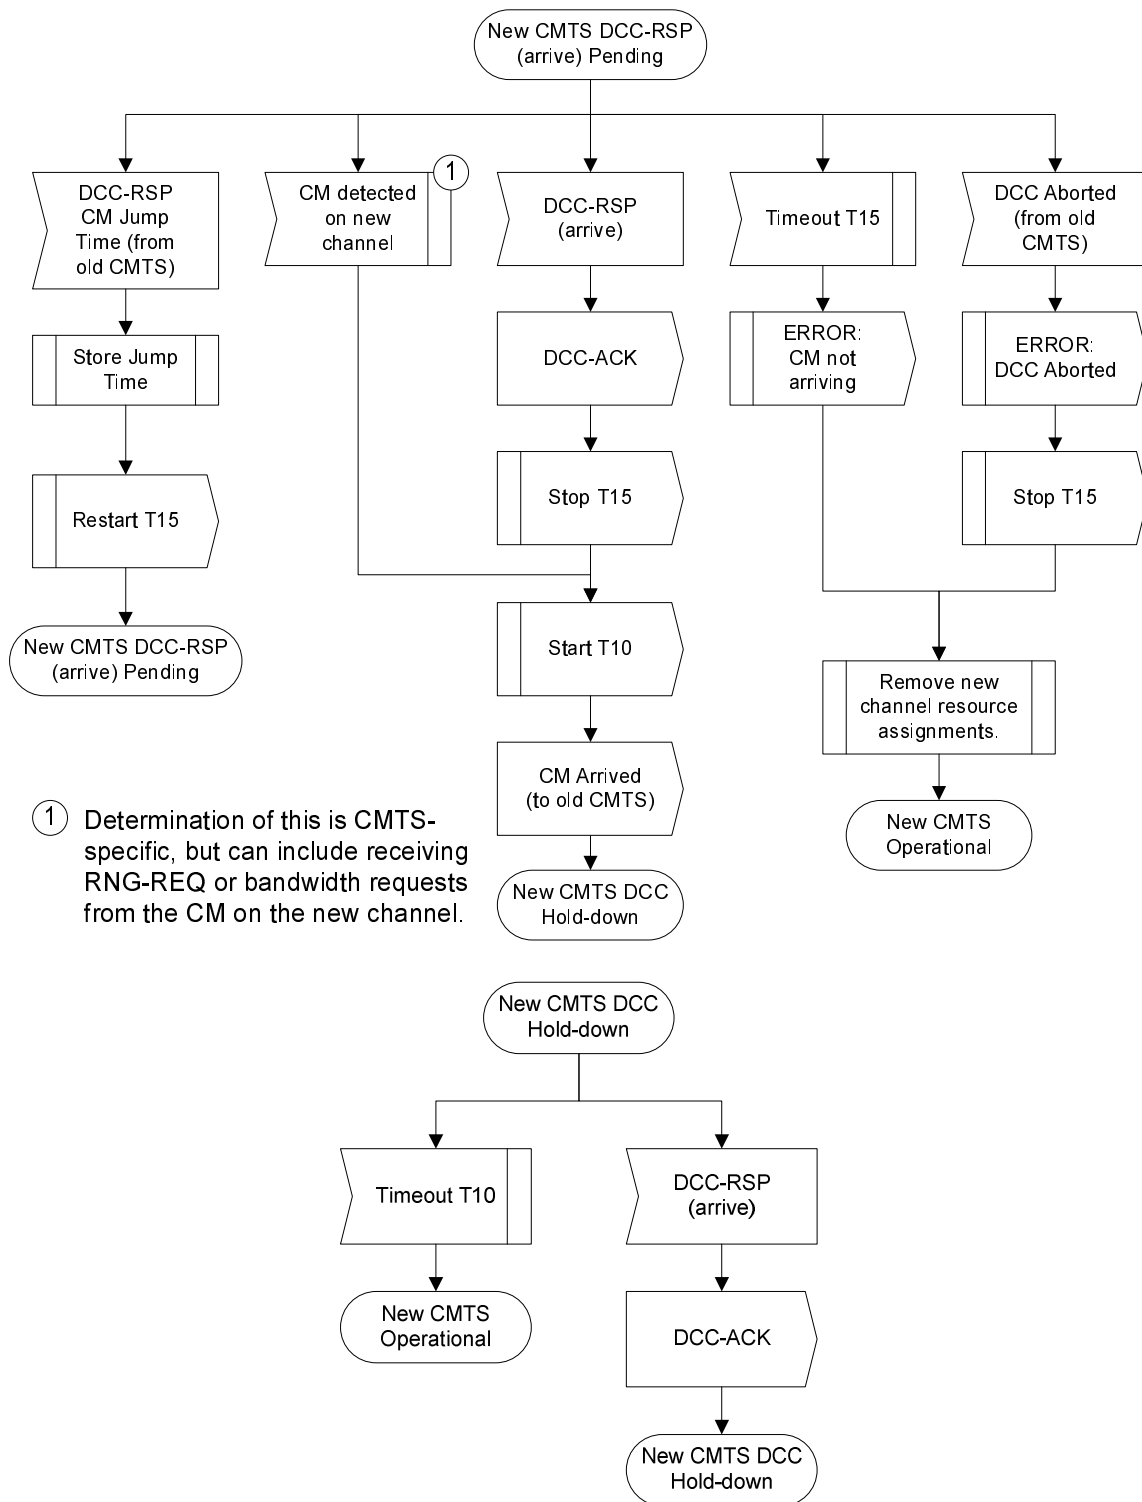 New CMTS DCC-RSP
(arrive) Pending
DCC-RSP
CM Jump
Time (from
old CMTS)
CM detected
on new
channel
1
DCC-RSP
(arrive)
Timeout T15
DCC Aborted
(from old
CMTS)
Store Jump
Time
DCC-ACK
ERROR:
CM not
arriving
ERROR:
DCC Aborted
Restart T15
Stop T15
Stop T15
New CMTS DCC-RSP
(arrive) Pending
Start T10
Remove new
channel resource
assignments.
CM Arrived
(to old CMTS)
New CMTS
Operational
1
Determination of this is CMTS-
specific, but can include receiving
RNG-REQ or bandwidth requests
from the CM on the new channel.
New CMTS DCC
Hold-down
New CMTS DCC
Hold-down
Timeout T10
DCC-RSP
(arrive)
New CMTS
Operational
DCC-ACK
New CMTS DCC
Hold-down